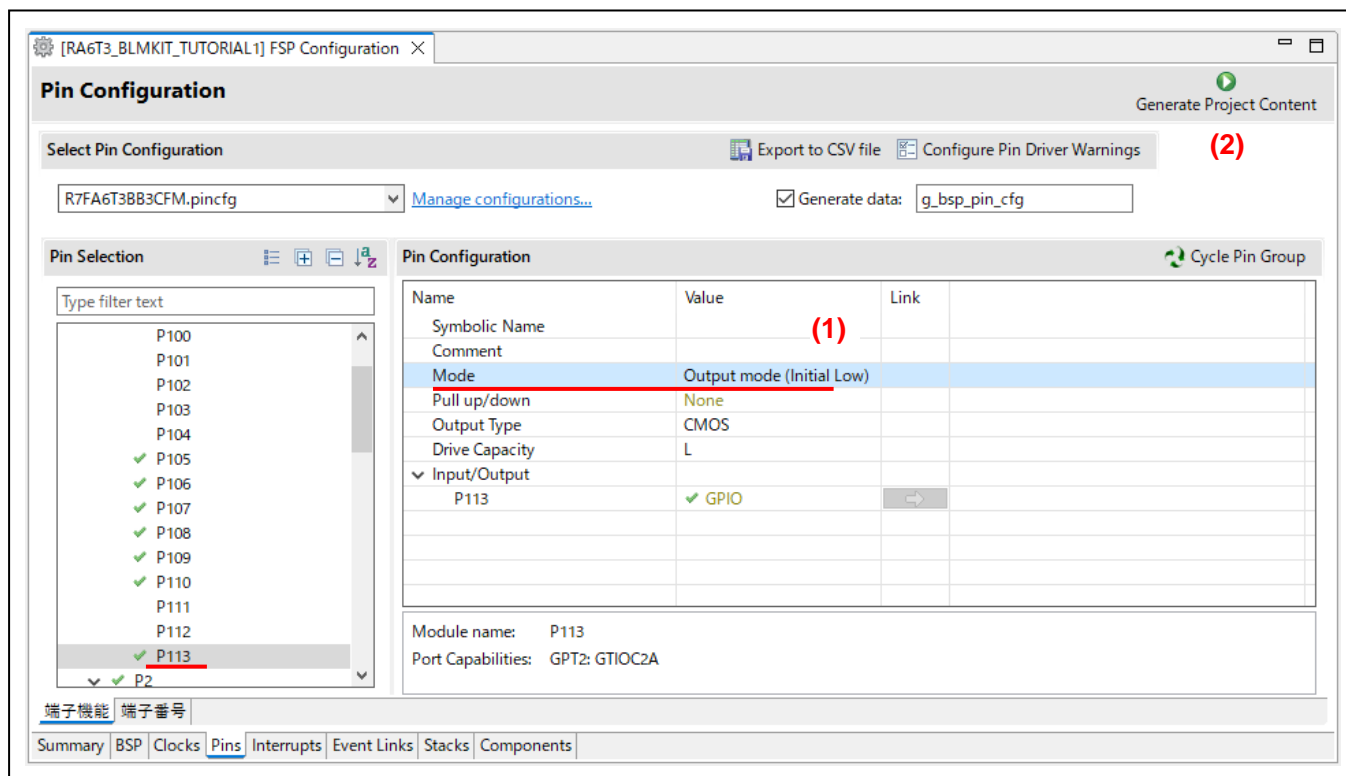 [RA6T3_BLMKIT_TUTORIAL1] FSP Configuration
Pin Configuration
Generate Project Content
(2)
Select Pin Configuration
Export to CSV file
Configure Pin Driver Warnings
R7FA6T3BB3CFM.pincfg
Manage configurations...
Generate data:
g_bsp_pin_cfg
Pin Selection
Type filter text
P100
P101
P102
P103
P104
P105
P106
P107
P108
P109
P110
P111
P112
P113
P2
Pin Configuration
Cycle Pin Group
Name Value Link
Symbolic Name
(1)
Comment
Mode Output mode (Initial Low)
Pull up/down None
Output Type CMOS
Drive Capacity L
Input/Output
P113 GPIO
Module name: P113
Port Capabilities: GPT2: GTIOC2A
端子機能 端子番号
Summary BSP Clocks Pins Interrupts Event Links Stacks Components